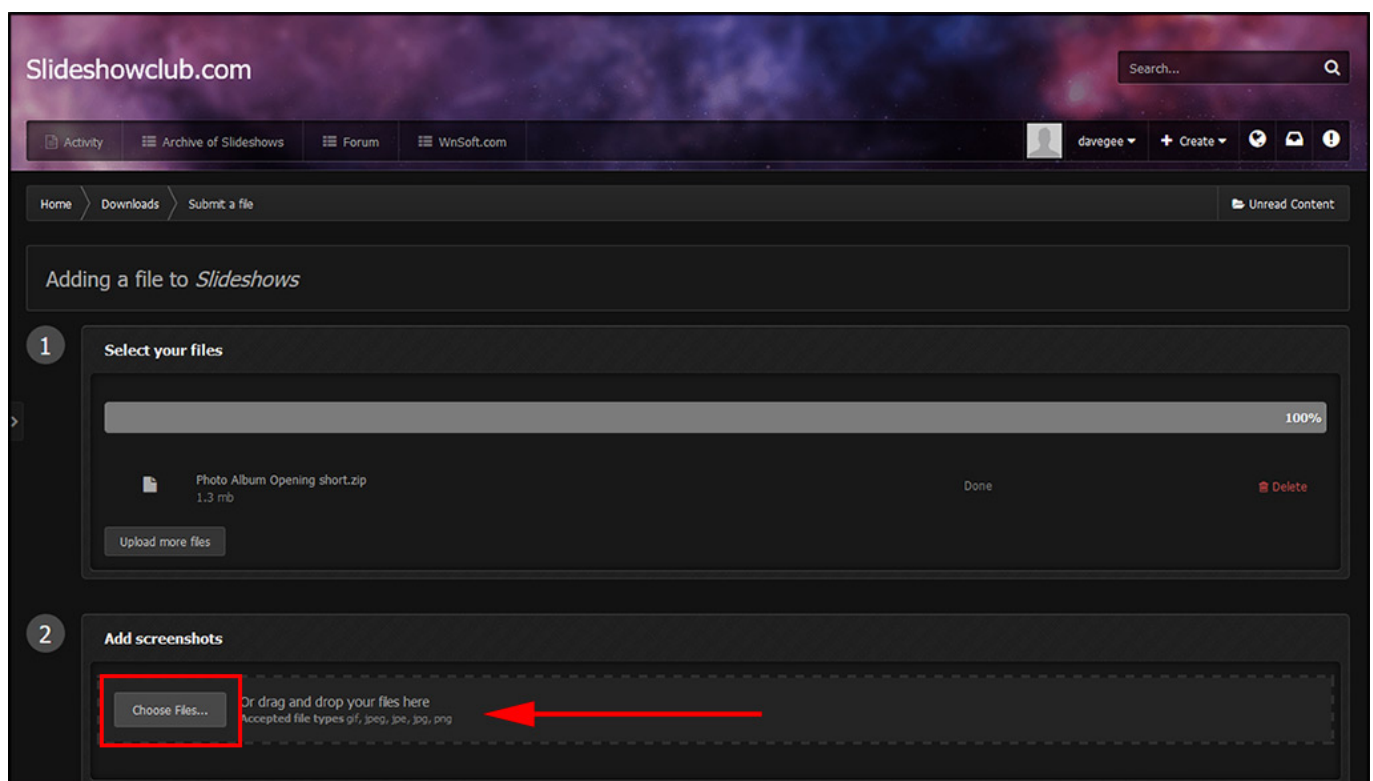 Slideshowclub.com
Search...
Activity
Archive of Slideshows
Forum
WnSoft.com
davegee
Create
Home
Downloads
Submit a file
Unread Content
Adding a file to Slideshows
1
Select your files
100%
Photo Album Opening short.zip
1.3 mb
Done
Delete
Upload more files
2
Add screenshots
Choose Files...
Or drag and drop your files here
Accepted file types gif, jpeg, jpe, jpg, png